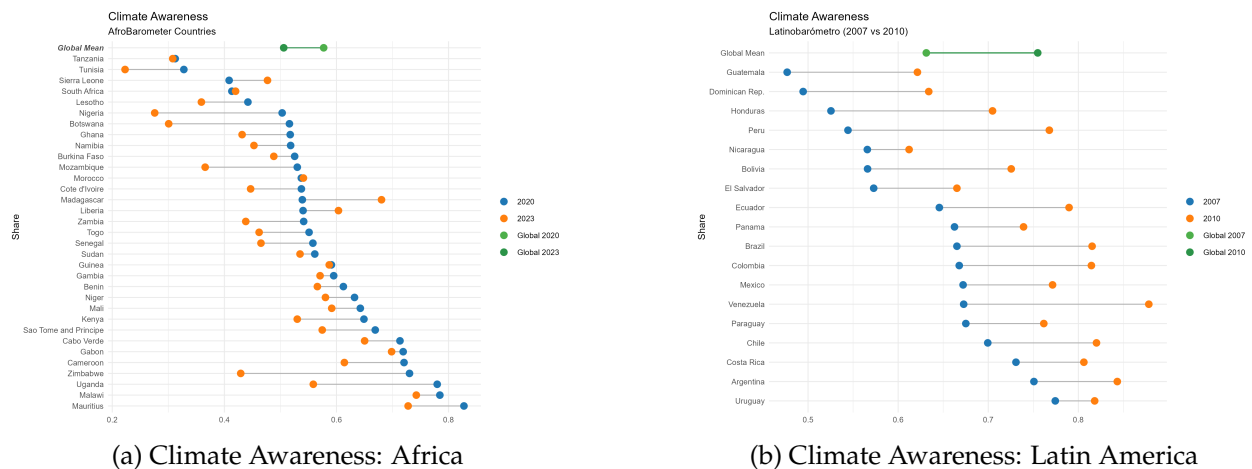 Climate Awareness
AfroBarometer Countries
Global Mean
Tanzania
Tunisia
Sierra Leone
South Africa
Lesotho
Nigeria
Botswana
Ghana
Namibia
Burkina Faso
Mozambique
Morocco
Cote d'Ivoire
Madagascar
Liberia
Zambia
Togo
Senegal
Sudan
Guinea
Gambia
Benin
Niger
Mali
Kenya
Sao Tome and Principe
Cabo Verde
Gabon
Cameroon
Zimbabwe
Uganda
Malawi
Mauritius
Share
0.2 0.4 0.6 0.8
2020
2023
Global 2020
Global 2023
(a) Climate Awareness: Africa
Climate Awareness
Latinobarómetro (2007 vs 2010)
Global Mean
Guatemala
Dominican Rep.
Honduras
Peru
Nicaragua
Bolivia
El Salvador
Ecuador
Panama
Brazil
Colombia
Mexico
Venezuela
Paraguay
Chile
Costa Rica
Argentina
Uruguay
Share
0.5 0.6 0.7 0.8
2007
2010
Global 2007
Global 2010
(b) Climate Awareness: Latin America